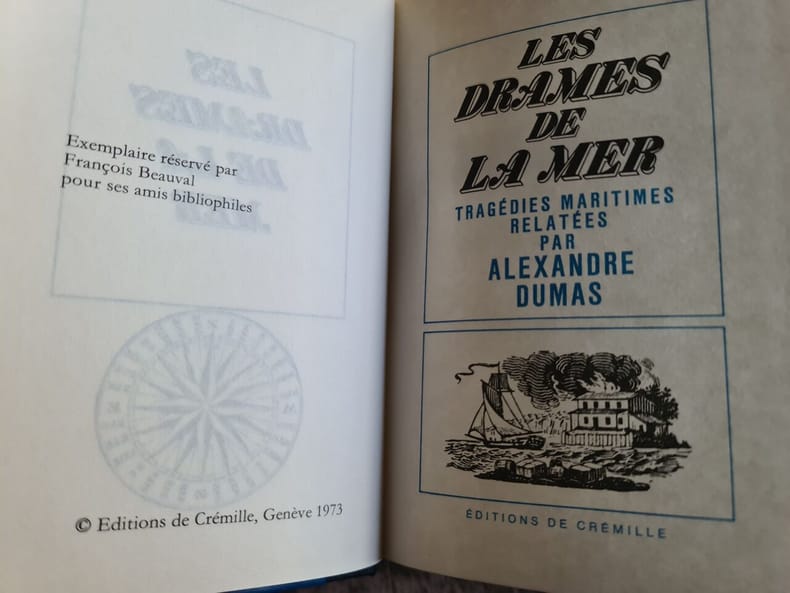 Exemplaire réservé par
François Beauval
pour ses amis bibliophiles
© Editions de Crémille, Genève 1973
LES
DRAMES
DE
LA MER
TRAGÉDIES MARITIMES
RELATÉES
PAR
ALEXANDRE
DUMAS
ÉDITIONS DE CRÉMILLE